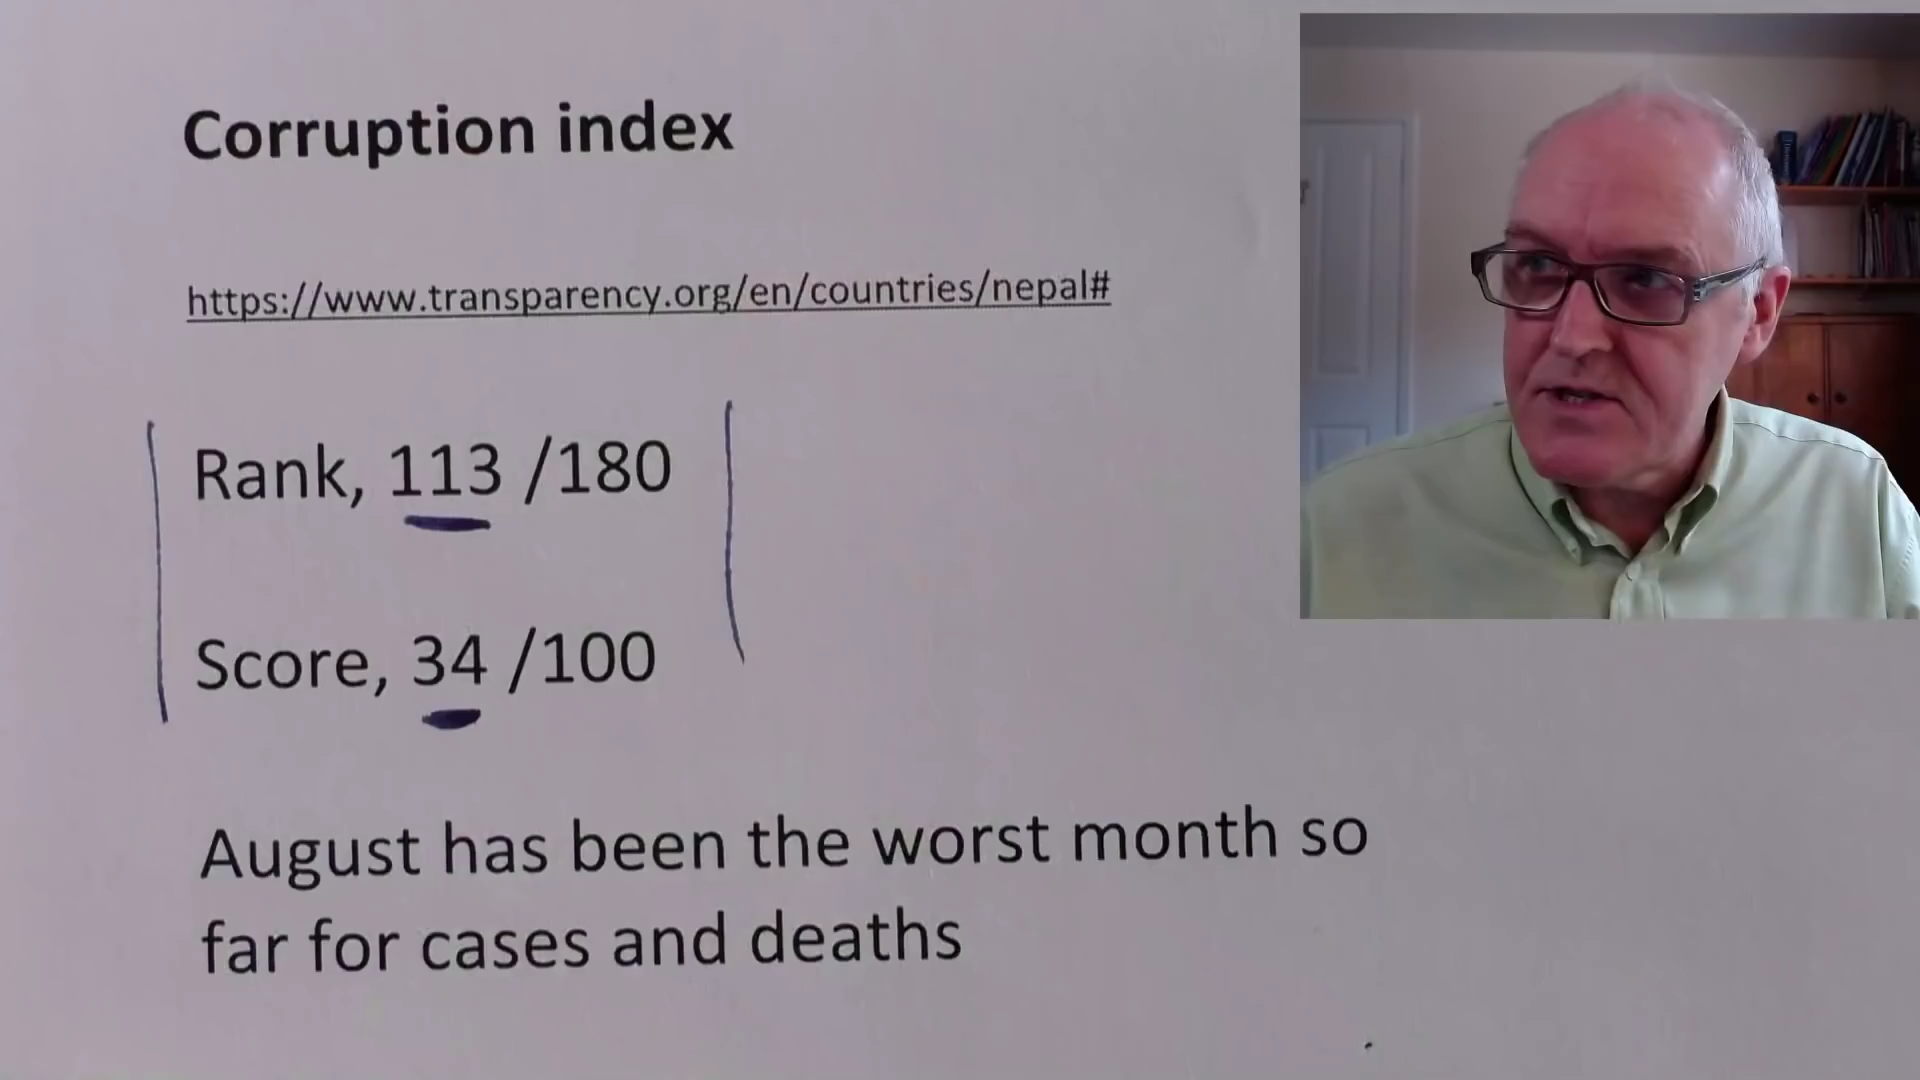 Corruption index
https://www.transparency.org/en/countries/nepal#
Rank, 113 /180
Score, 34 /100
August has been the worst month so
far for cases and deaths